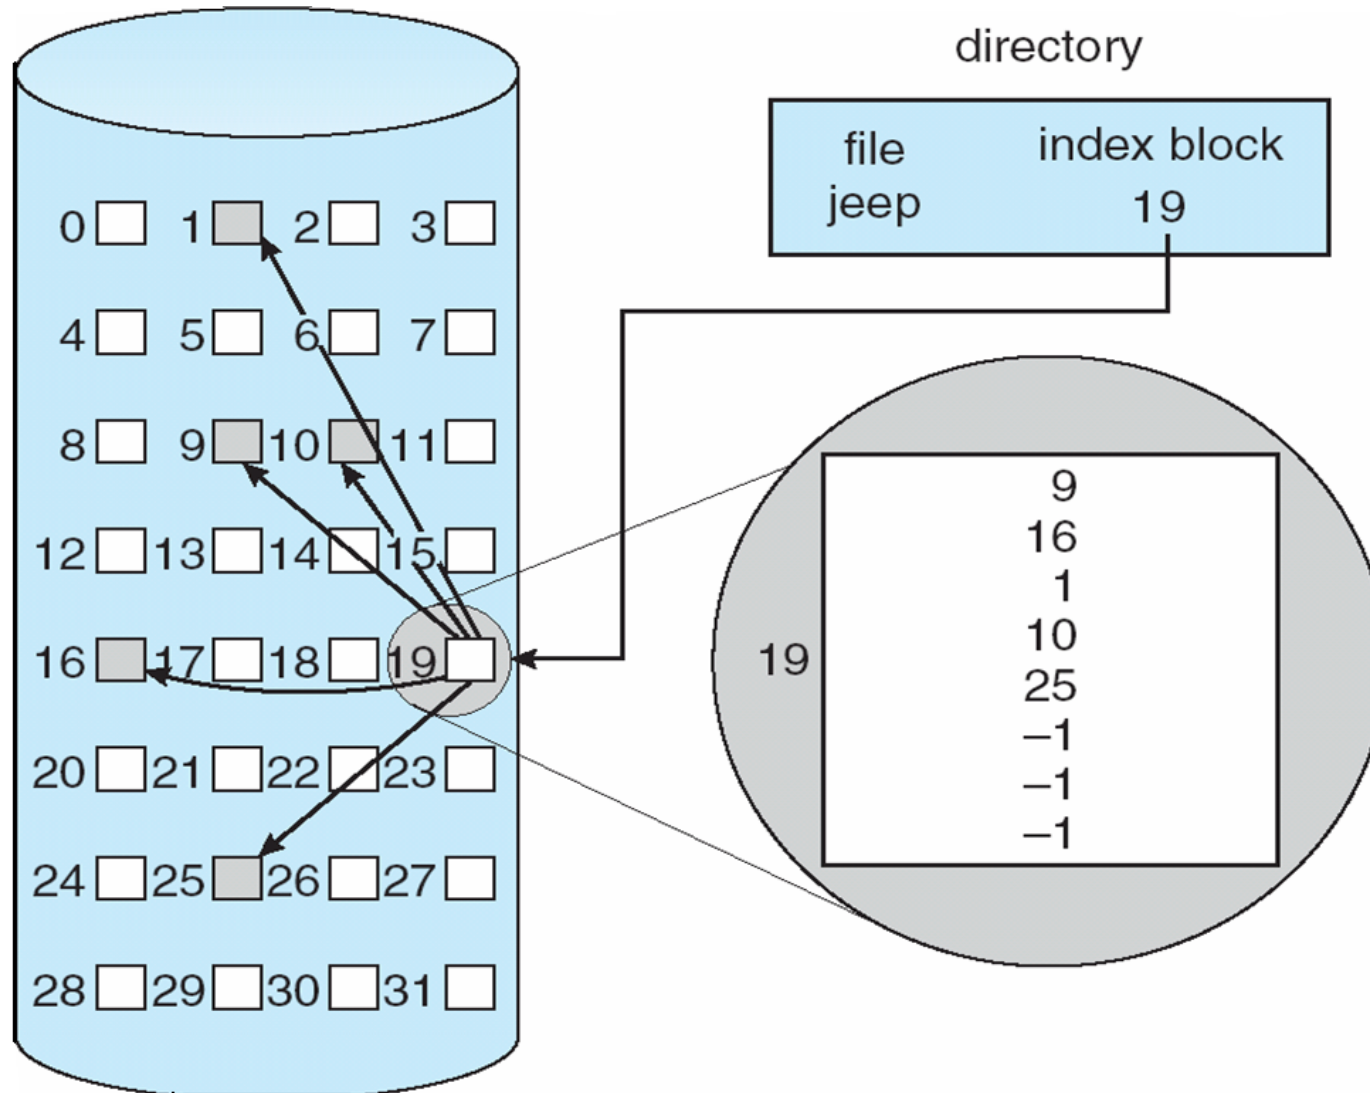 directory
file index block
jeep 19
0 1 2 3
4 5 6 7
8 9 10 11
12 13 14 15
16 17 18 19
20 21 22 23
24 25 26 27
28 29 30 31
19
9
16
1
10
25
–1
–1
–1